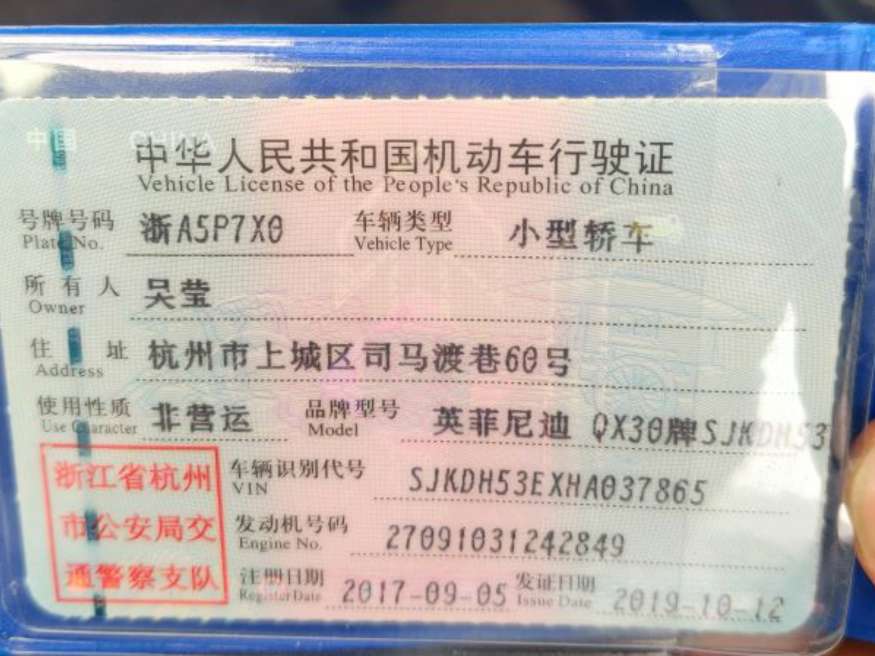 中国 CHINA
中华人民共和国机动车行驶证
Vehicle License of the People's Republic of China
号牌号码 浙A5P7X0 车辆类型 小型轿车
Plate No. Vehicle Type
所有人 吴莹
Owner
住址 杭州市上城区司马渡巷60号
Address
使用性质 非营运 品牌型号 英菲尼迪 QX30牌SJKDH53
Use Character Model
浙江省杭州
市公安局交
通警察支队
车辆识别代号 SJKDH53EXHA037865
VIN
发动机号码 27091031242849
Engine No.
注册日期 2017-09-05 发证日期 2019-10-12
Register Date Issue Date